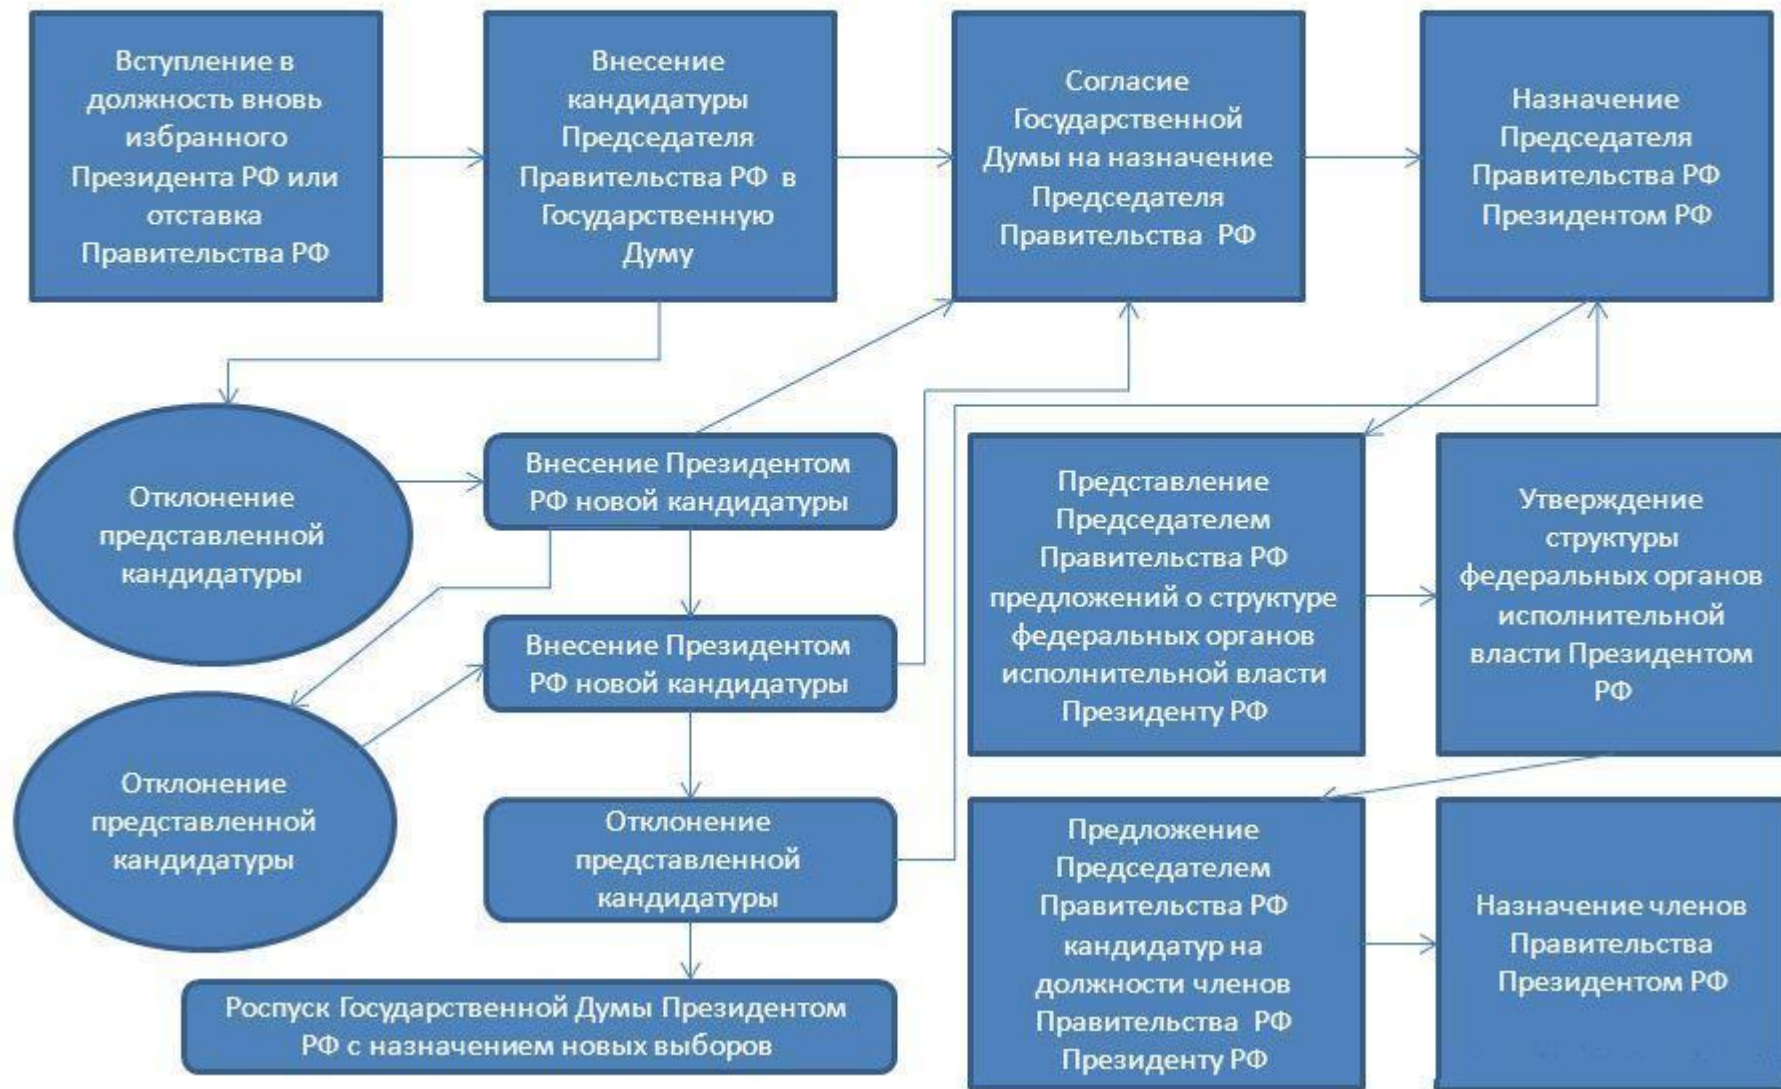 Вступление в
должность вновь
избранного
Президента РФ или
отставка
Правительства РФ
Внесение
кандидатуры
Председателя
Правительства РФ в
Государственную
Думу
Согласие
Государственной
Думы на назначение
Председателя
Правительства РФ
Назначение
Председателя
Правительства РФ
Президентом РФ
Отклонение
представленной
кандидатуры
Внесение Президентом
РФ новой кандидатуры
Представление
Председателем
Правительства РФ
предложений о структуре
федеральных органов
исполнительной власти
Президенту РФ
Утверждение
структуры
федеральных органов
исполнительной
власти Президентом
РФ
Внесение Президентом
РФ новой кандидатуры
Отклонение
представленной
кандидатуры
Отклонение
представленной
кандидатуры
Предложение
Председателем
Правительства РФ
кандидатур на
должности членов
Правительства РФ
Президенту РФ
Назначение членов
Правительства
Президентом РФ
Роспуск Государственной Думы Президентом
РФ с назначением новых выборов